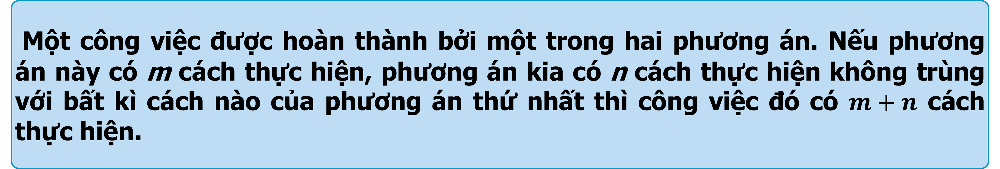 Một công việc được hoàn thành bởi một trong hai phương án. Nếu phương
án này có m cách thực hiện, phương án kia có n cách thực hiện không trùng
với bất kì cách nào của phương án thứ nhất thì công việc đó có m + n cách
thực hiện.